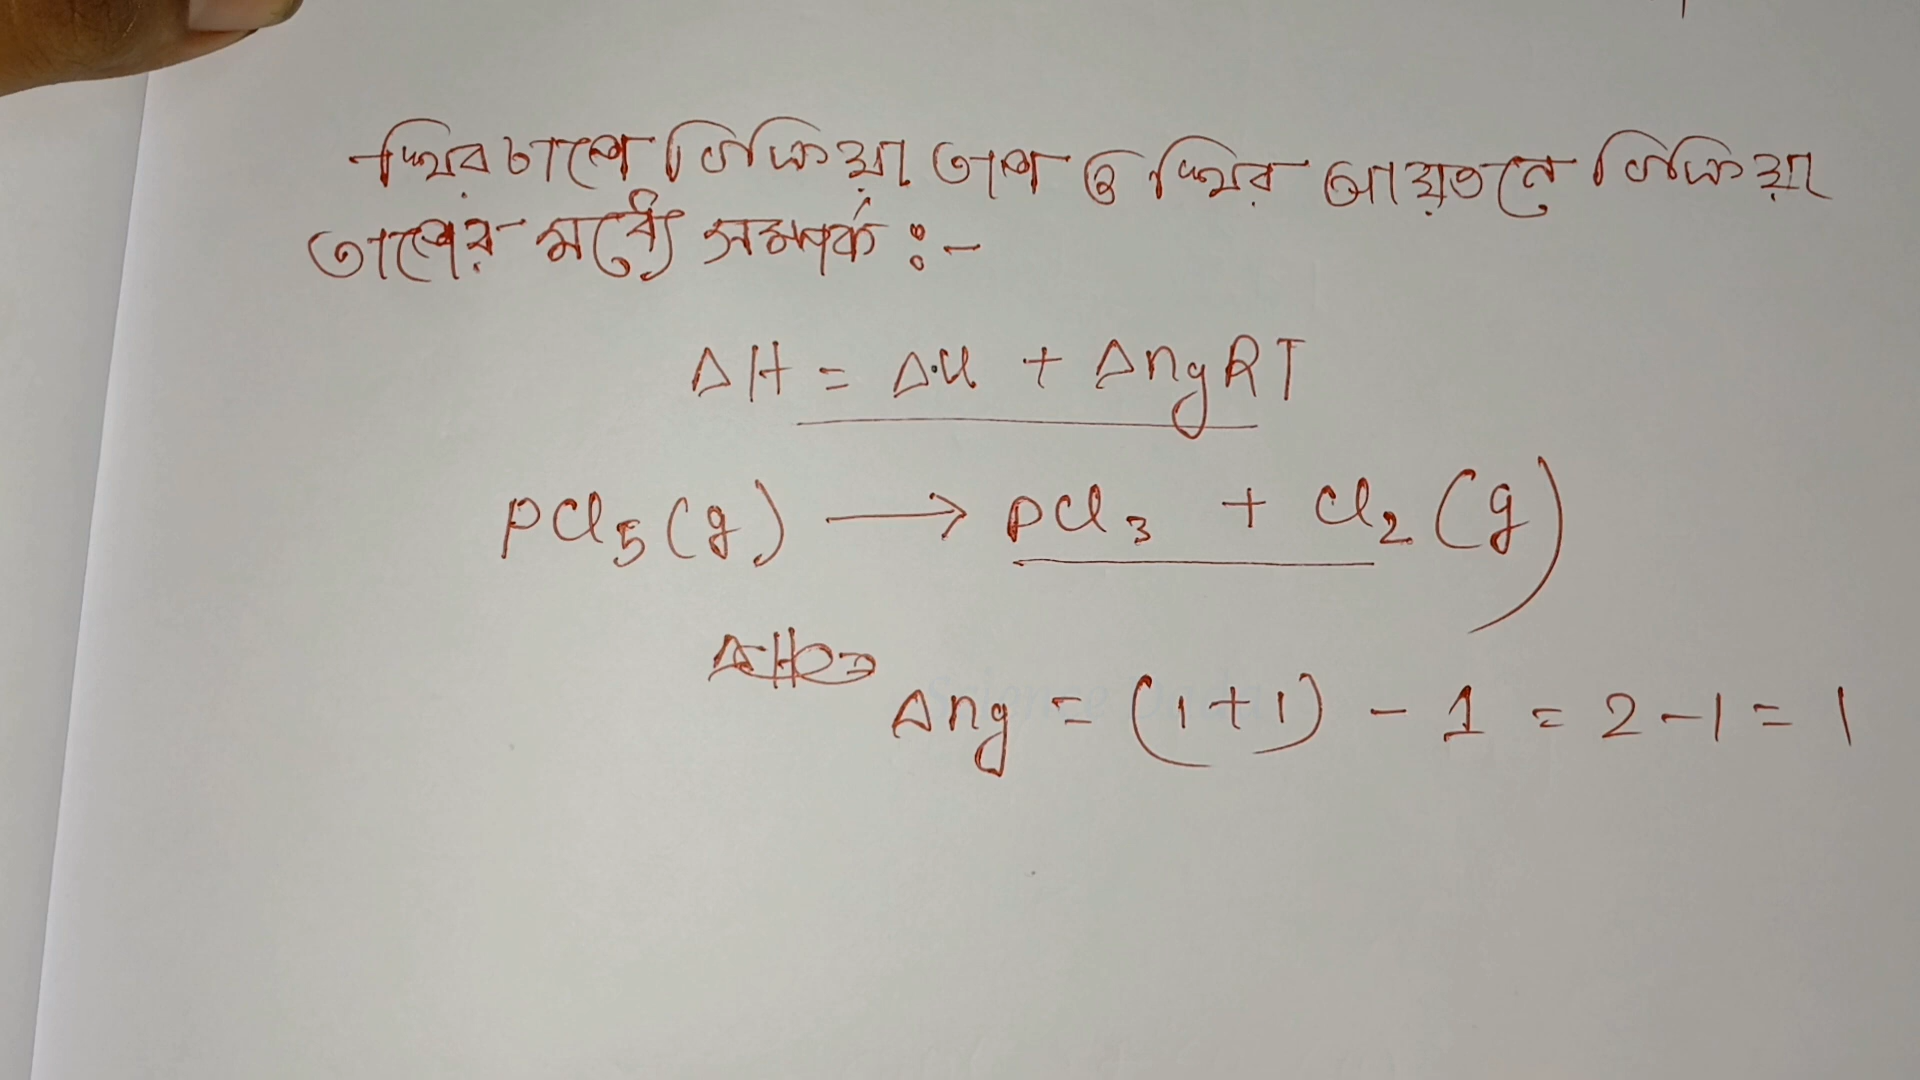 স্থির চাপে বিক্রিয়া তাপ ও স্থির আয়তনে বিক্রিয়া
তাপের মধ্যে সম্পর্ক :-
ΔH = ΔU + ΔngRT
PCl5(g) → PCl3 + Cl2(g)
Δng = (1+1) - 1 = 2-1 = 1